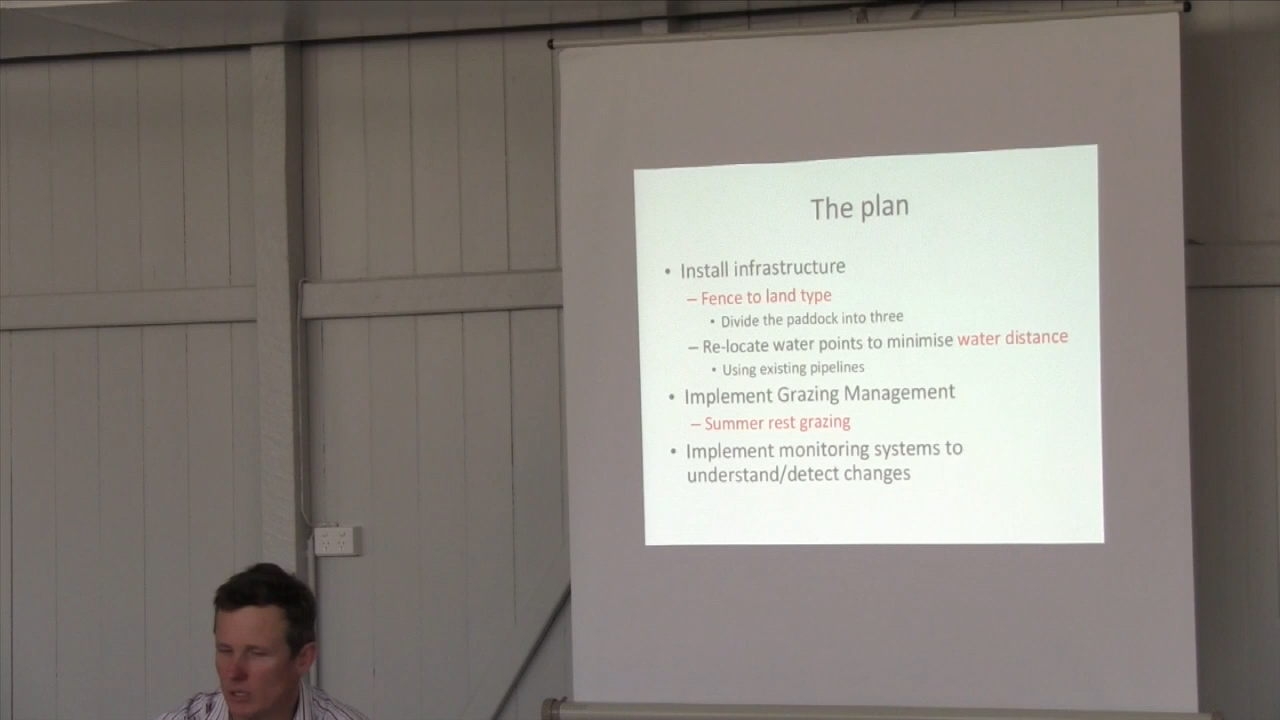 The plan
• Install infrastructure
– Fence to land type
• Divide the paddock into three
– Re-locate water points to minimise water distance
• Using existing pipelines
• Implement Grazing Management
– Summer rest grazing
• Implement monitoring systems to
understand/detect changes